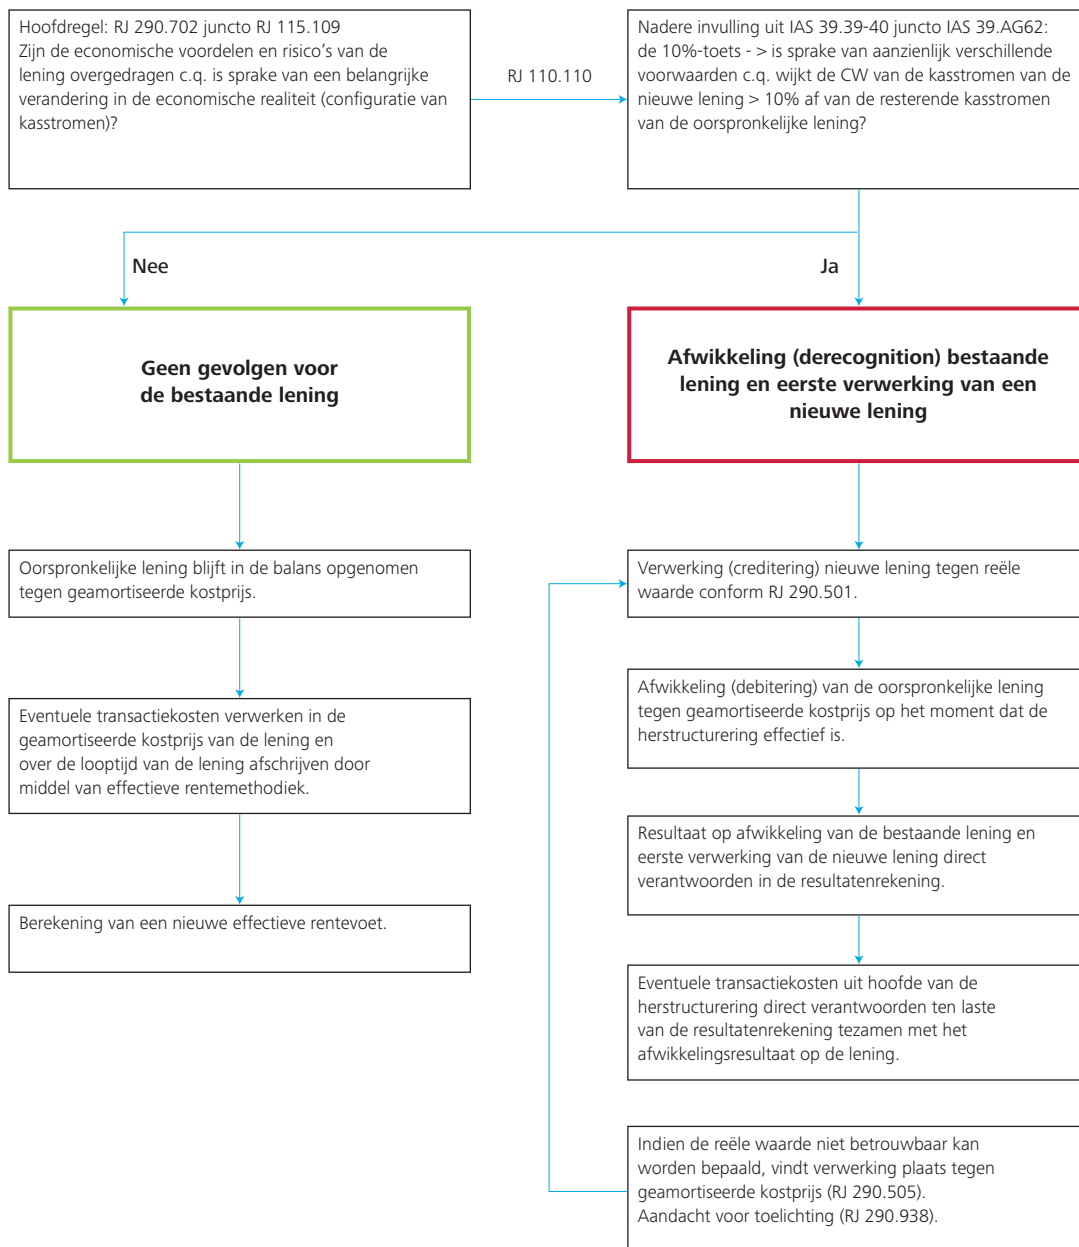 Hoofdregel: RJ 290.702 juncto RJ 115.109
Zijn de economische voordelen en risico's van de
lening overgedragen c.q. is sprake van een belangrijke
verandering in de economische realiteit (configuratie van
kasstromen)?
RJ 110.110
Nadere invulling uit IAS 39.39-40 juncto IAS 39.AG62:
de 10%-toets - > is sprake van aanzienlijk verschillende
voorwaarden c.q. wijkt de CW van de kasstromen van de
nieuwe lening > 10% af van de resterende kasstromen
van de oorspronkelijke lening?
Nee
Ja
Geen gevolgen voor
de bestaande lening
Afwikkeling (derecognition) bestaande
lening en eerste verwerking van een
nieuwe lening
Oorspronkelijke lening blijft in de balans opgenomen
tegen geamortiseerde kostprijs.
Eventuele transactiekosten verwerken in de
geamortiseerde kostprijs van de lening en
over de looptijd van de lening afschrijven door
middel van effectieve rentemethodiek.
Berekening van een nieuwe effectieve rentevoet.
Verwerking (creditering) nieuwe lening tegen reële
waarde conform RJ 290.501.
Afwikkeling (debitering) van de oorspronkelijke lening
tegen geamortiseerde kostprijs op het moment dat de
herstructurering effectief is.
Resultaat op afwikkeling van de bestaande lening en
eerste verwerking van de nieuwe lening direct
verantwoorden in de resultatenrekening.
Eventuele transactiekosten uit hoofde van de
herstructurering direct verantwoorden ten laste
van de resultatenrekening tezamen met het
afwikkelingsresultaat op de lening.
Indien de reële waarde niet betrouwbaar kan
worden bepaald, vindt verwerking plaats tegen
geamortiseerde kostprijs (RJ 290.505).
Aandacht voor toelichting (RJ 290.938).